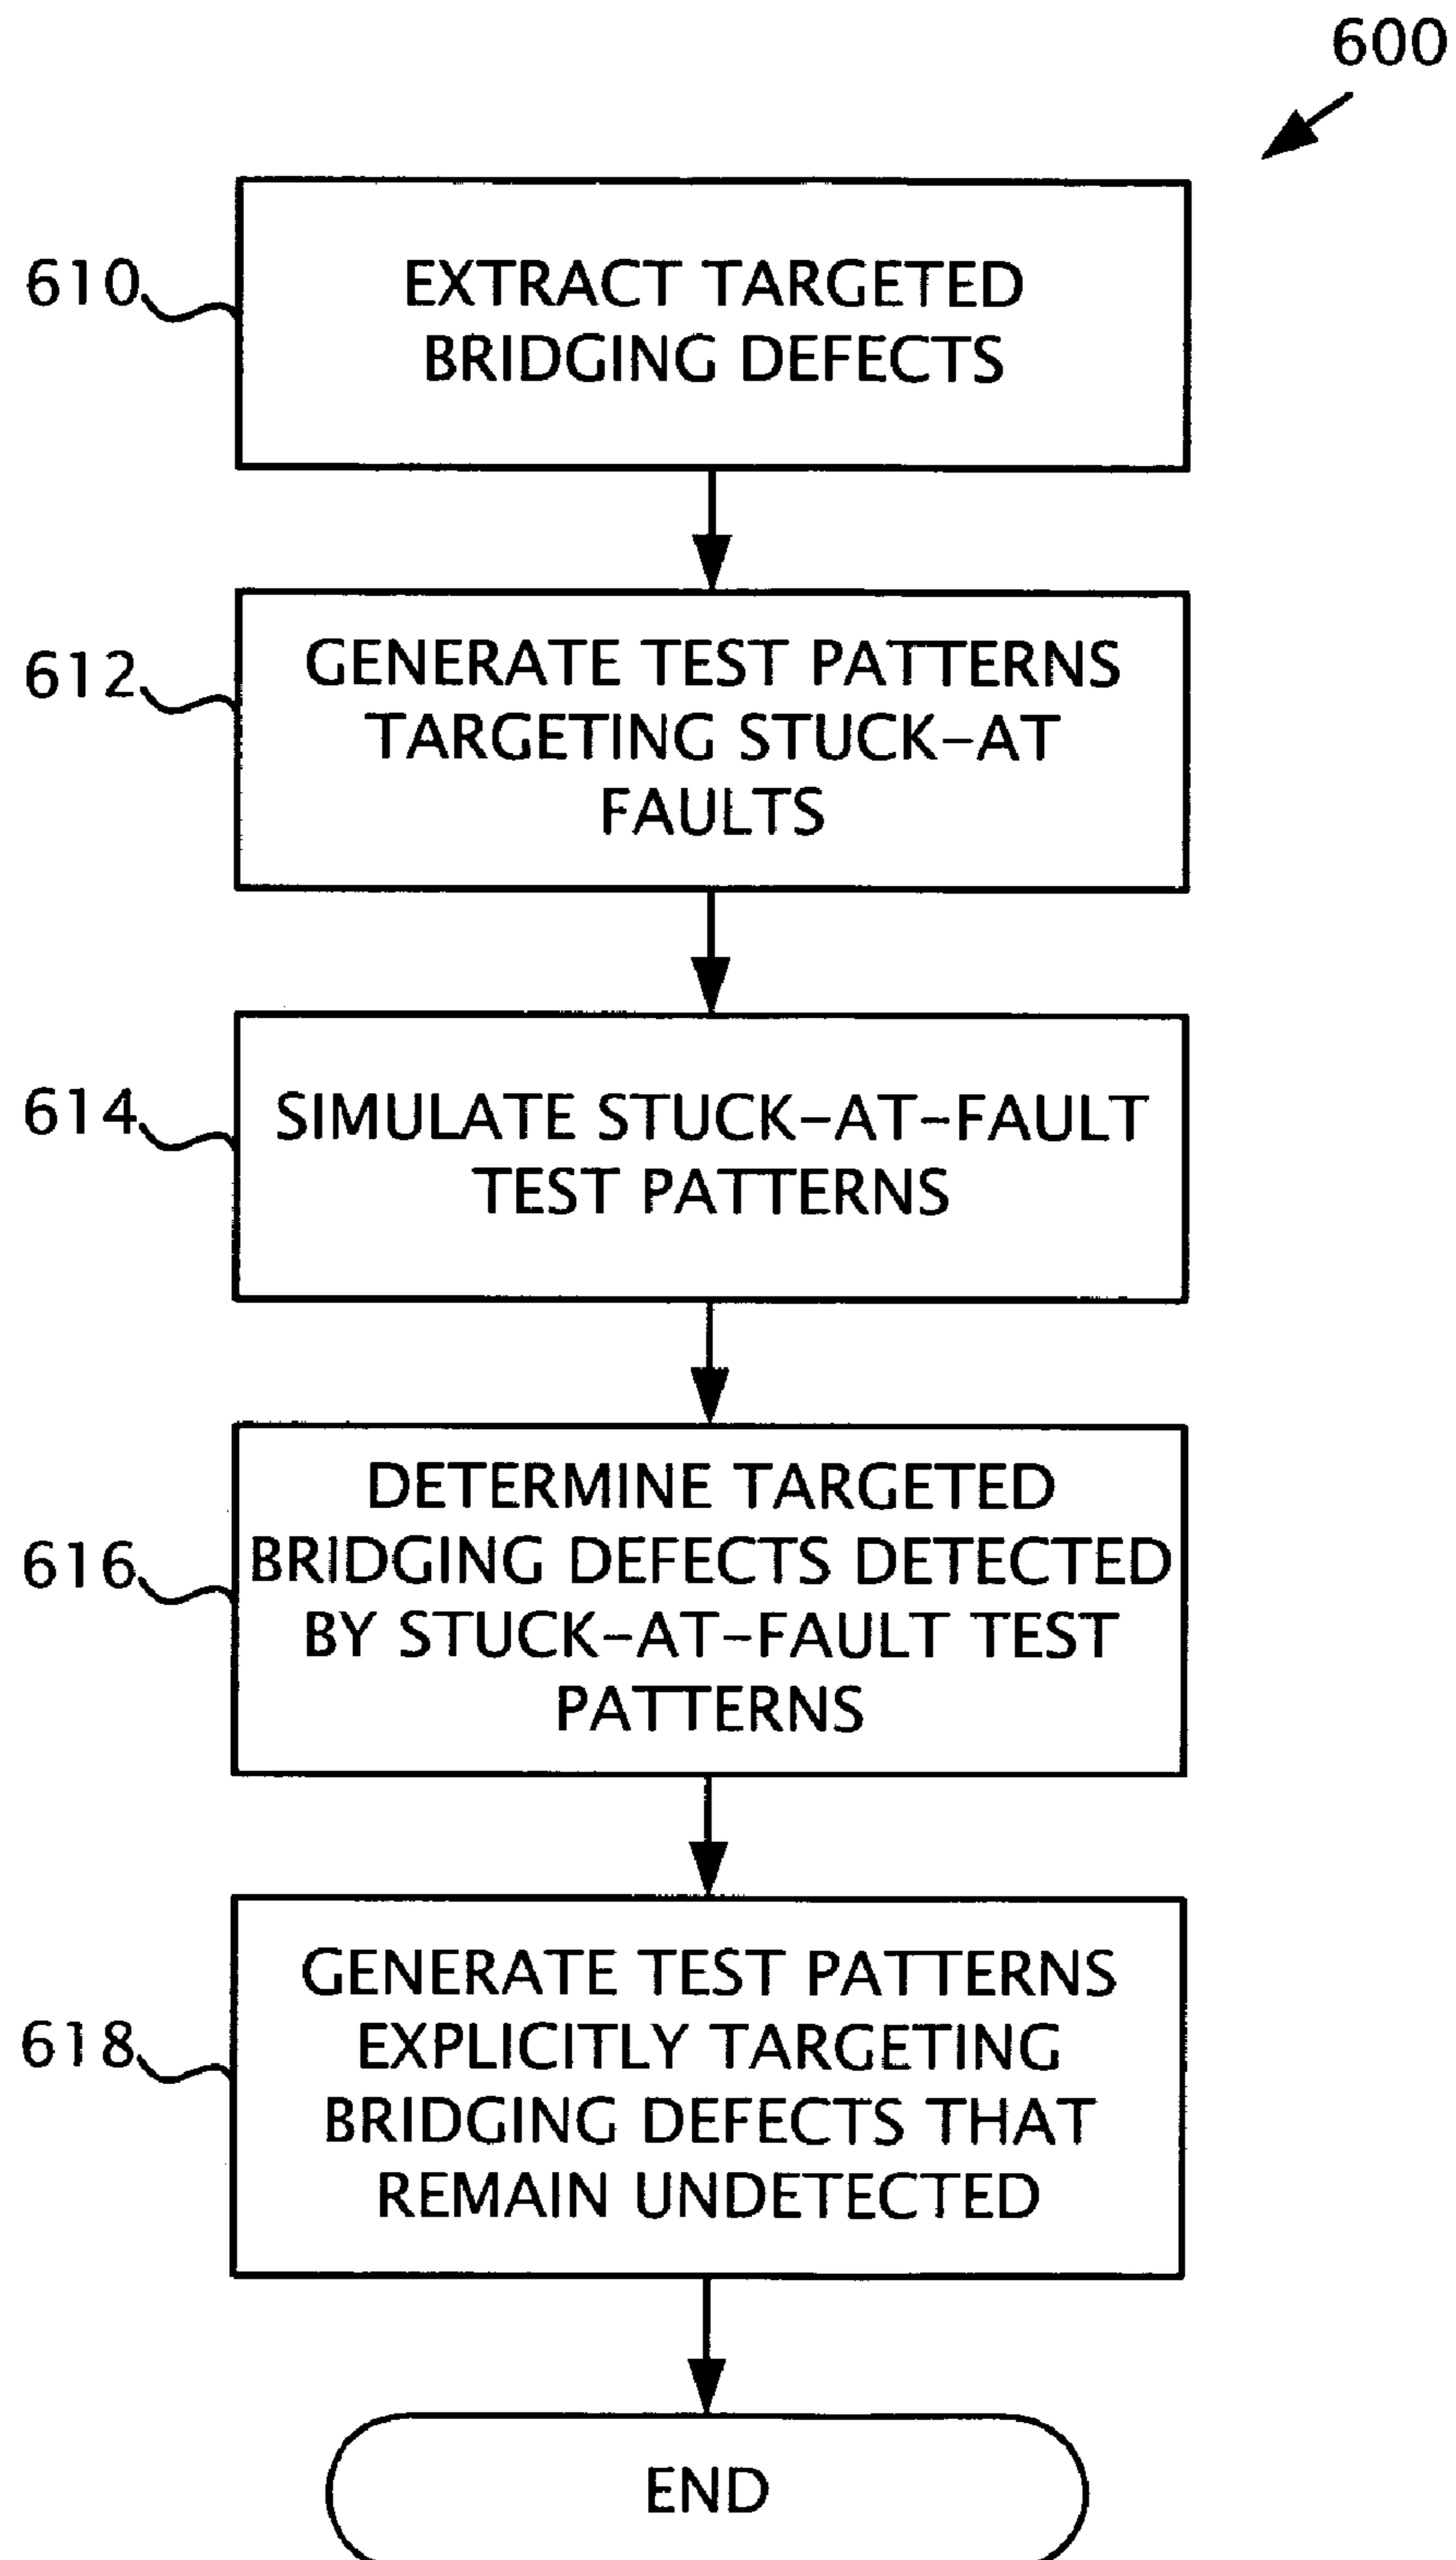 600
610
EXTRACT TARGETED
BRIDGING DEFECTS
612
GENERATE TEST PATTERNS
TARGETING STUCK-AT
FAULTS
614
SIMULATE STUCK-AT-FAULT
TEST PATTERNS
616
DETERMINE TARGETED
BRIDGING DEFECTS DETECTED
BY STUCK-AT-FAULT TEST
PATTERNS
618
GENERATE TEST PATTERNS
EXPLICITLY TARGETING
BRIDGING DEFECTS THAT
REMAIN UNDETECTED
END